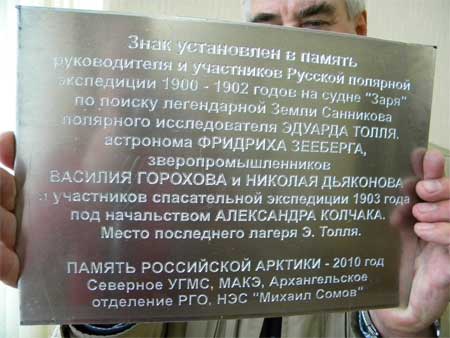 Знак установлен в память
руководителя и участников Русской полярной
экспедиции 1900 - 1902 годов на судне "Заря"
по поиску легендарной Земли Санникова
полярного исследователя ЭДУАРДА ТОЛЛЯ,
астронома ФРИДРИХА ЗЕЕБЕРГА,
зверопромышленников
ВАСИЛИЯ ГОРОХОВА и НИКОЛАЯ ДЬЯКОНОВА
и участников спасательной экспедиции 1903 года
под начальством АЛЕКСАНДРА КОЛЧАКА.
Место последнего лагеря Э. Толля.
ПАМЯТЬ РОССИЙСКОЙ АРКТИКИ - 2010 год
Северное УГМС, МАКЭ, Архангельское
отделение РГО, НЭС "Михаил Сомов"